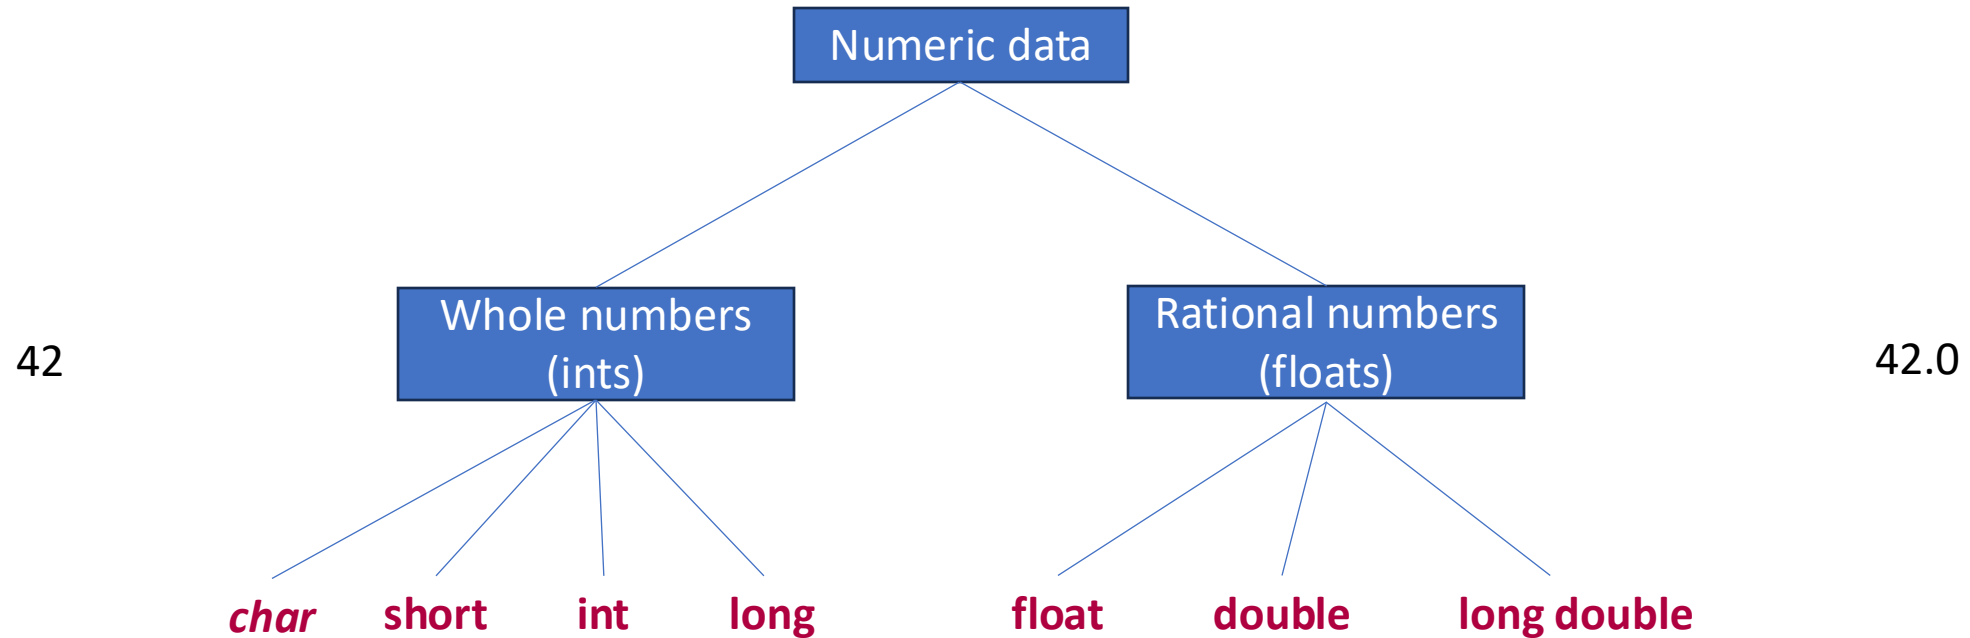 Numeric data
Whole numbers
(ints)
Rational numbers
(floats)
42
42.0
char
short
int
long
float
double
long double